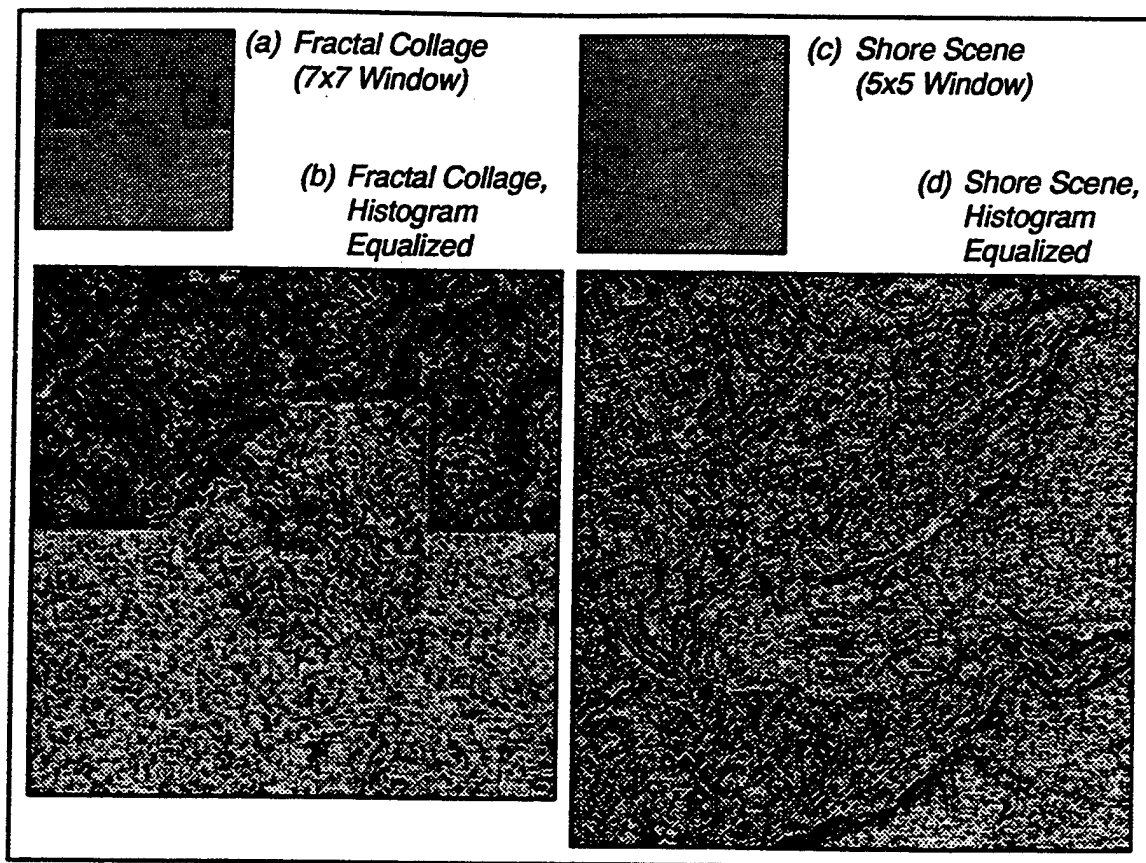 (a) Fractal Collage
(7x7 Window)
(b) Fractal Collage,
Histogram
Equalized
(c) Shore Scene
(5x5 Window)
(d) Shore Scene,
Histogram
Equalized